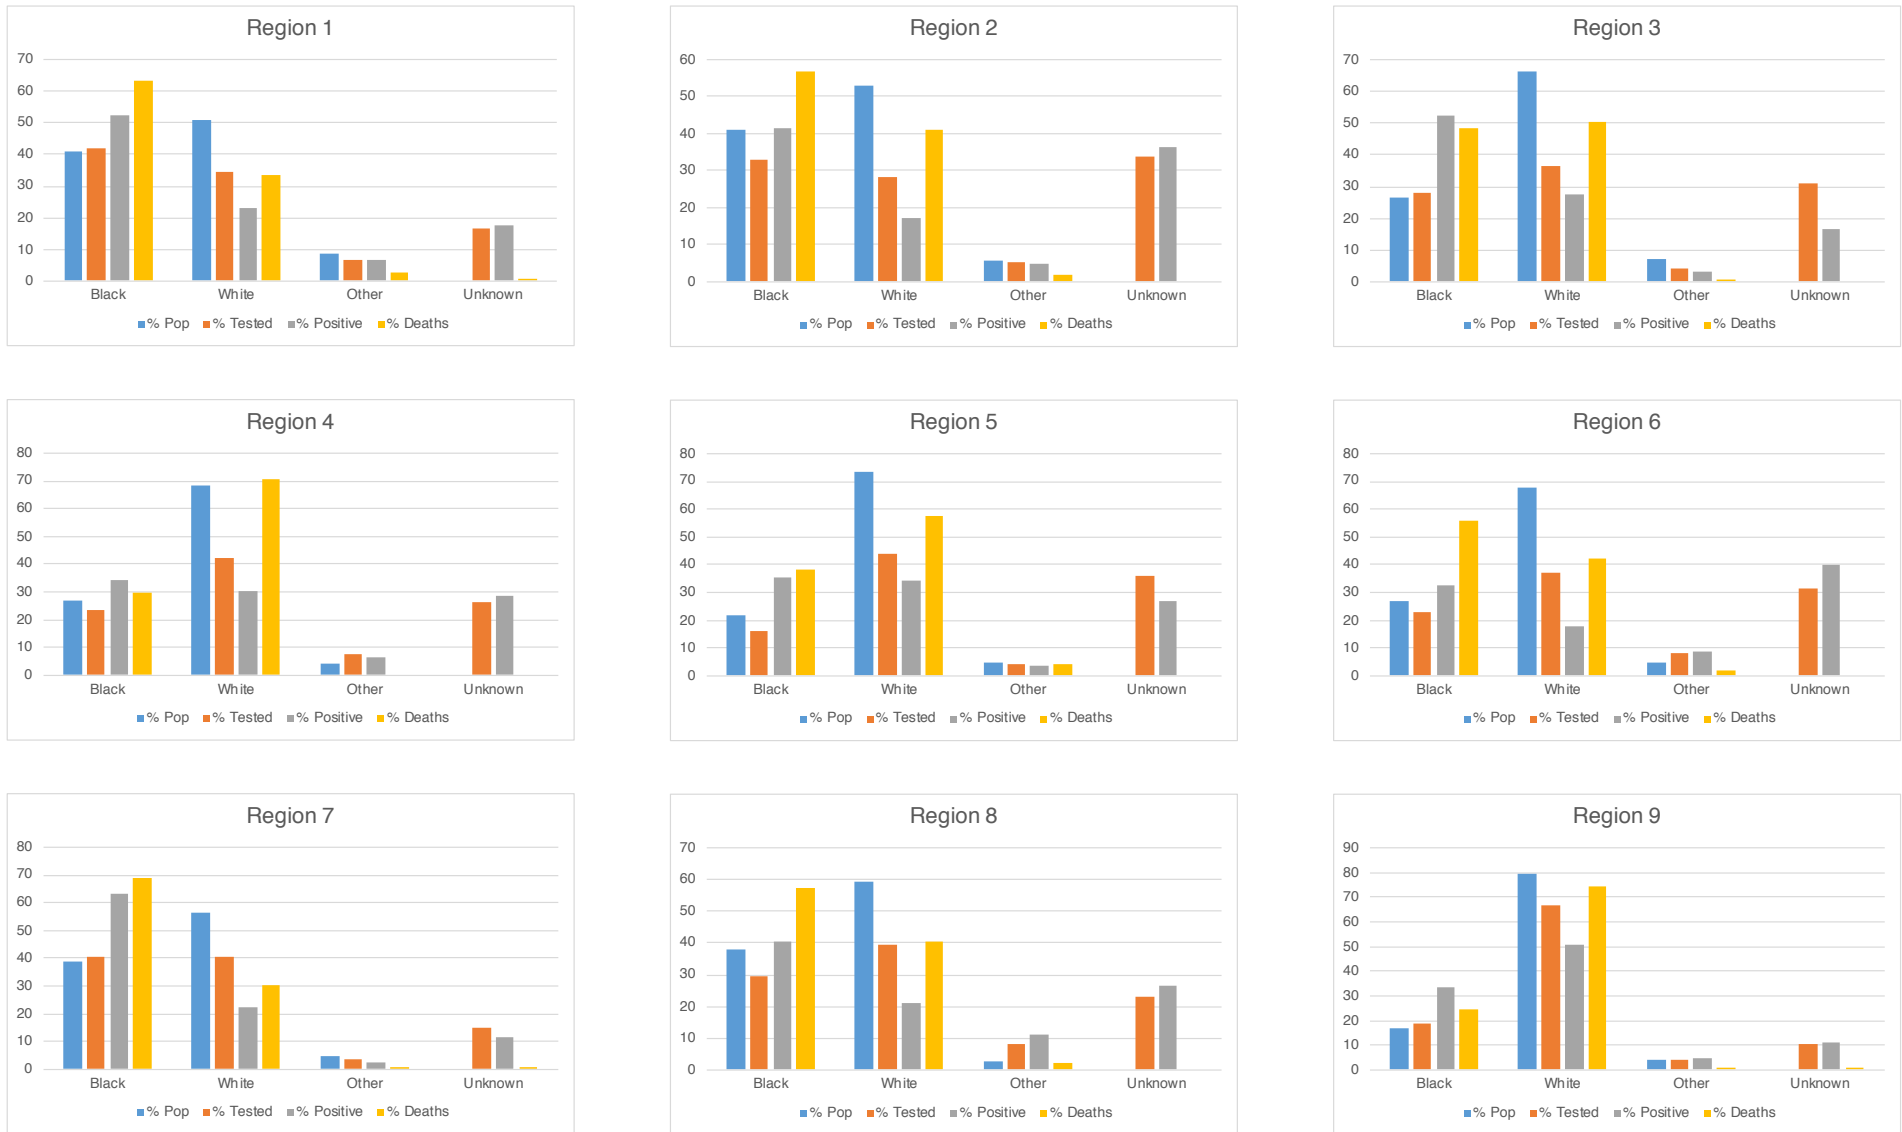 Region 1
70
60
50
40
30
20
10
0
Black White Other Unknown
% Pop % Tested % Positive % Deaths
Region 2
60
50
40
30
20
10
0
Black White Other Unknown
% Pop % Tested % Positive % Deaths
Region 3
70
60
50
40
30
20
10
0
Black White Other Unknown
% Pop % Tested % Positive % Deaths
Region 4
80
70
60
50
40
30
20
10
0
Black White Other Unknown
% Pop % Tested % Positive % Deaths
Region 5
80
70
60
50
40
30
20
10
0
Black White Other Unknown
% Pop % Tested % Positive % Deaths
Region 6
80
70
60
50
40
30
20
10
0
Black White Other Unknown
% Pop % Tested % Positive % Deaths
Region 7
80
70
60
50
40
30
20
10
0
Black White Other Unknown
% Pop % Tested % Positive % Deaths
Region 8
70
60
50
40
30
20
10
0
Black White Other Unknown
% Pop % Tested % Positive % Deaths
Region 9
90
80
70
60
50
40
30
20
10
0
Black White Other Unknown
% Pop % Tested % Positive % Deaths